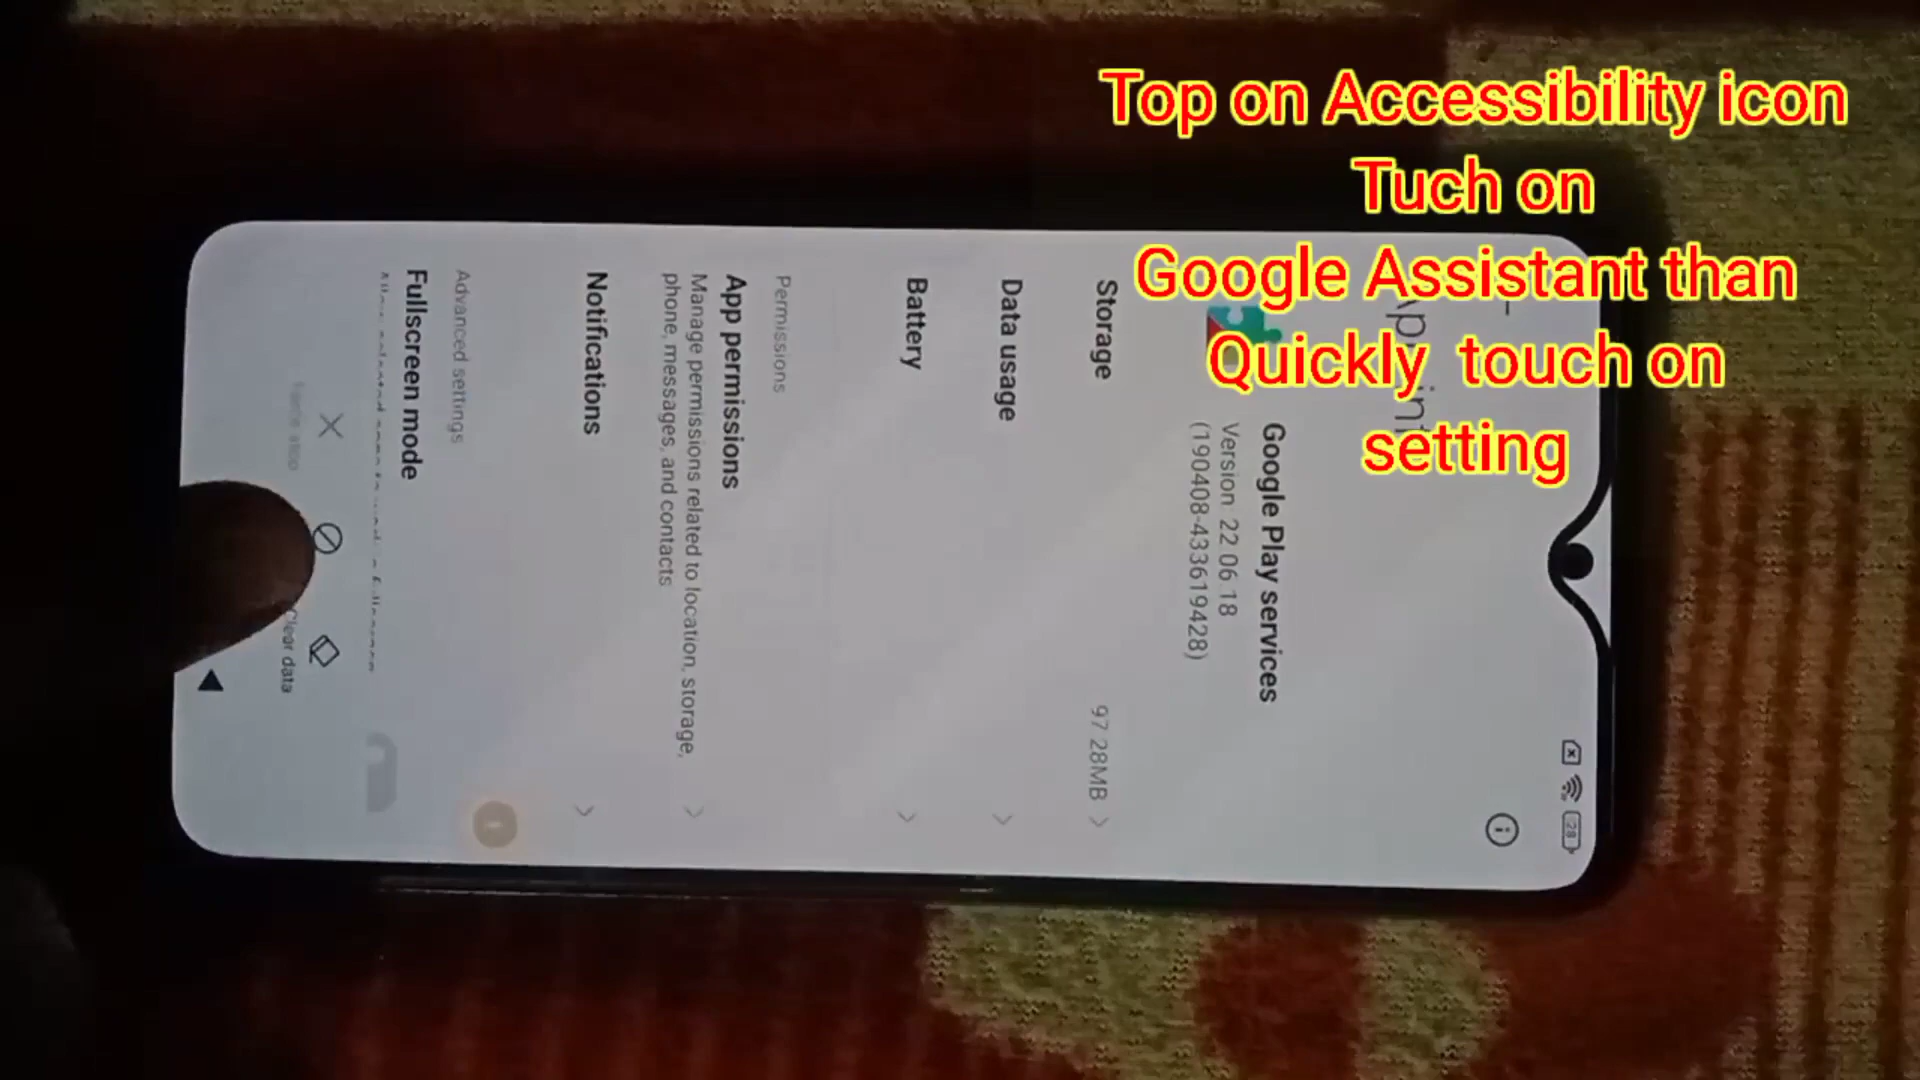 Top on Accessibility icon
Tuch on
Google Assistant than
Quickly touch on
setting
28
Google Play services
Version: 22.06.18
(190408-433619428)
Storage
97.28MB
Data usage
Battery
Permissions
App permissions
Manage permissions related to location, storage,
phone, messages, and contacts
Notifications
Advanced settings
Fullscreen mode
Clear data